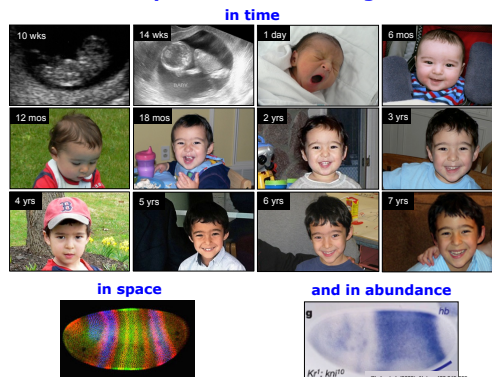 in time
10 wks
14 wks
1 day
6 mos
12 mos
18 mos
2 yrs
3 yrs
4 yrs
5 yrs
6 yrs
7 yrs
in space
and in abundance
g
hb
Kr¹; kni¹⁰